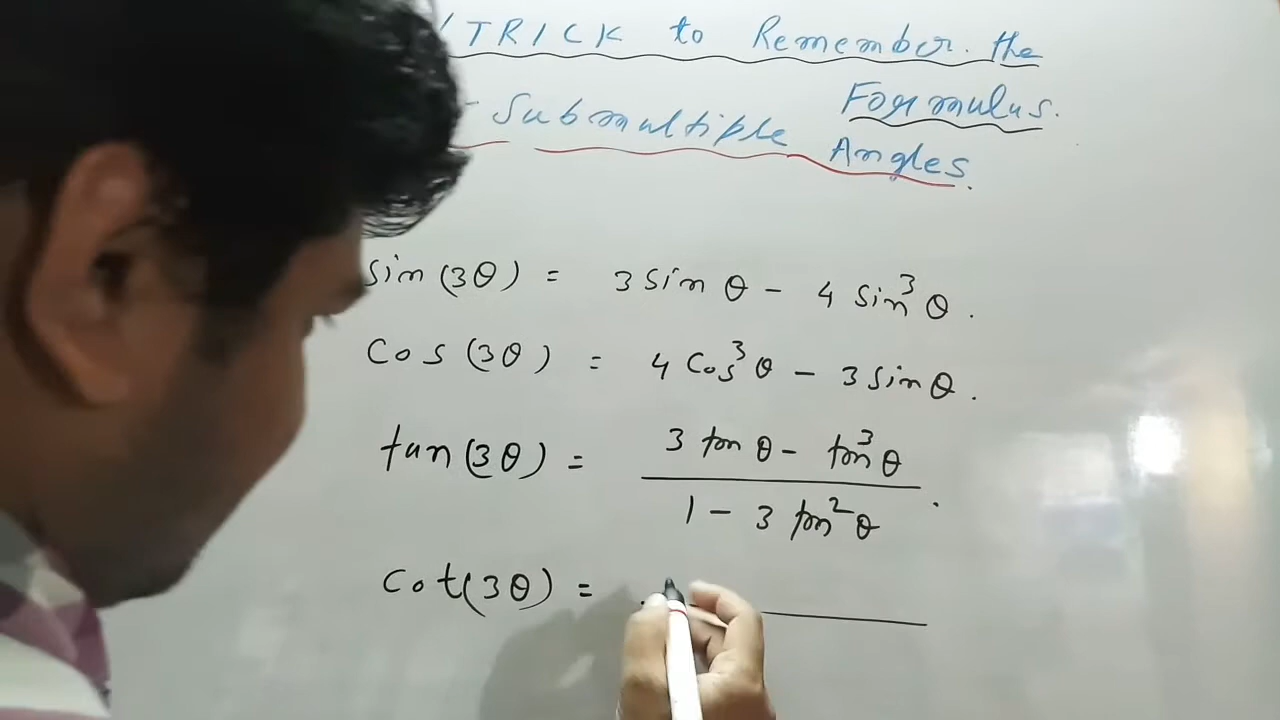 TRICK to Remember. the
Formulus.
- Submultiple Angles.
Sin(3θ) = 3 Sin θ - 4 Sin³ θ.
Cos(3θ) = 4 Cos³ θ - 3 Sin θ.
tan(3θ) = 3 tan θ - tan³ θ
1 - 3 tan² θ.
Cot(3θ) =